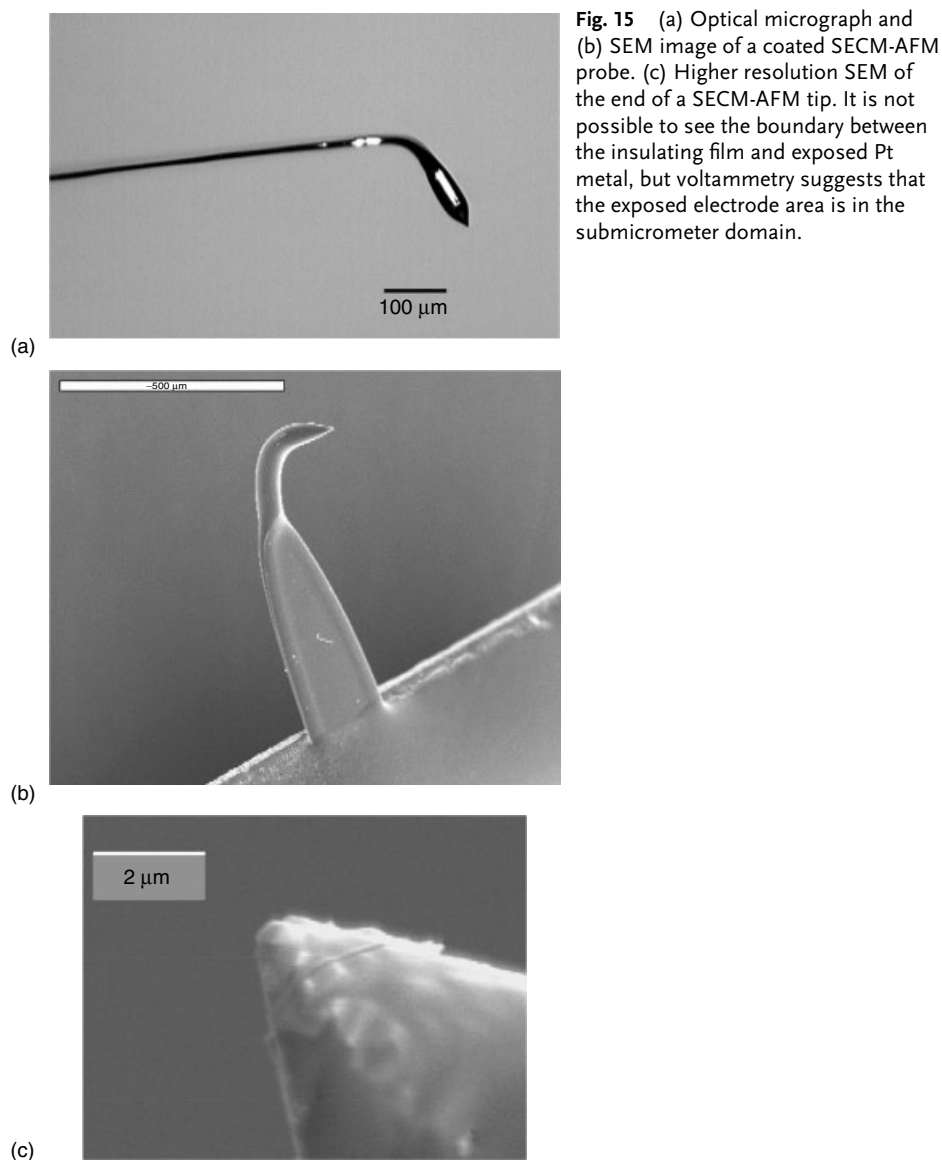 Fig. 15 (a) Optical micrograph and
(b) SEM image of a coated SECM-AFM
probe. (c) Higher resolution SEM of
the end of a SECM-AFM tip. It is not
possible to see the boundary between
the insulating film and exposed Pt
metal, but voltammetry suggests that
the exposed electrode area is in the
submicrometer domain.
100 μm
(a)
–500 μm
(b)
2 μm
(c)